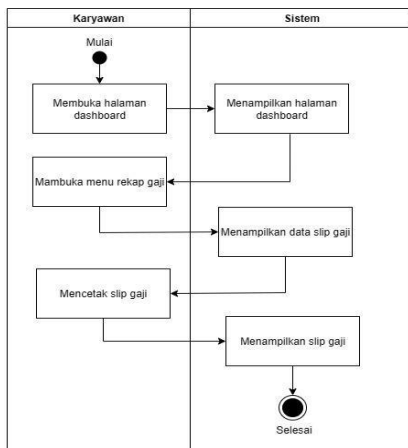 Karyawan
Sistem
Mulai
Membuka halaman
dashboard
Menampilkan halaman
dashboard
Mambuka menu rekap gaji
Menampilkan data slip gaji
Mencetak slip gaji
Menampilkan slip gaji
Selesai